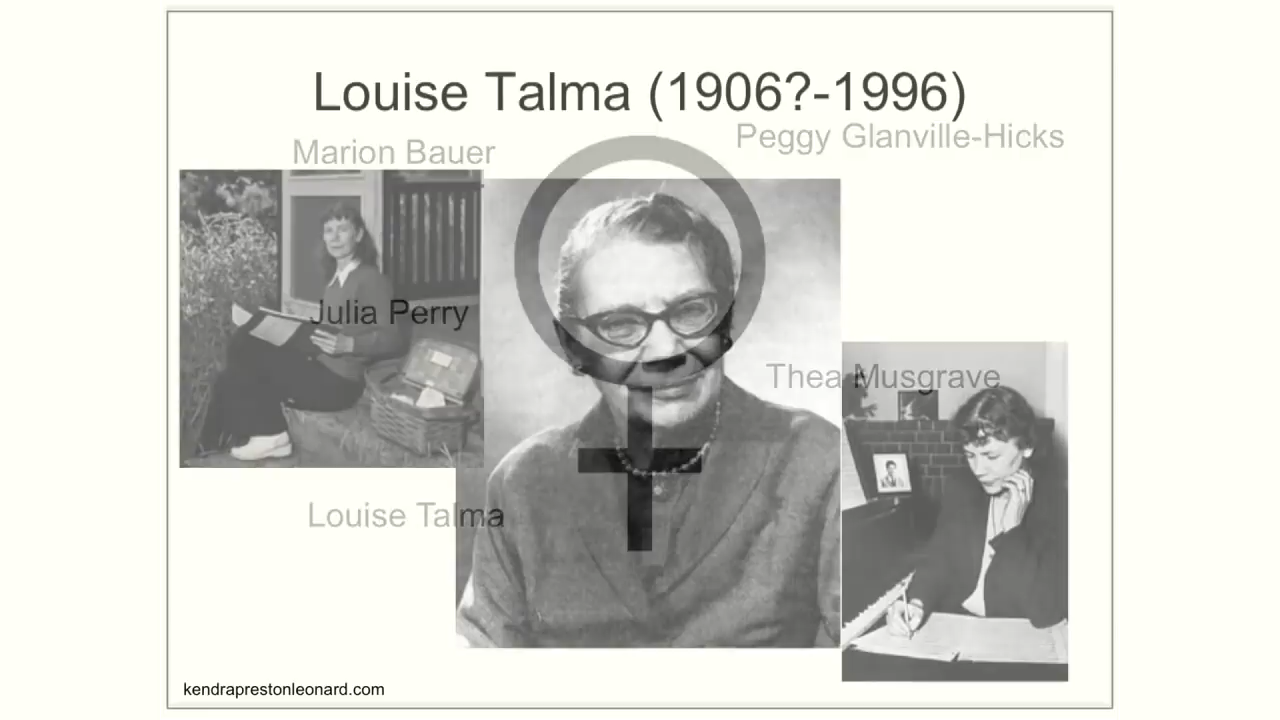 Louise Talma (1906?-1996)
Marion Bauer
Peggy Glanville-Hicks
Julia Perry
Thea Musgrave
Louise Talma
kendraprestonleonard.com